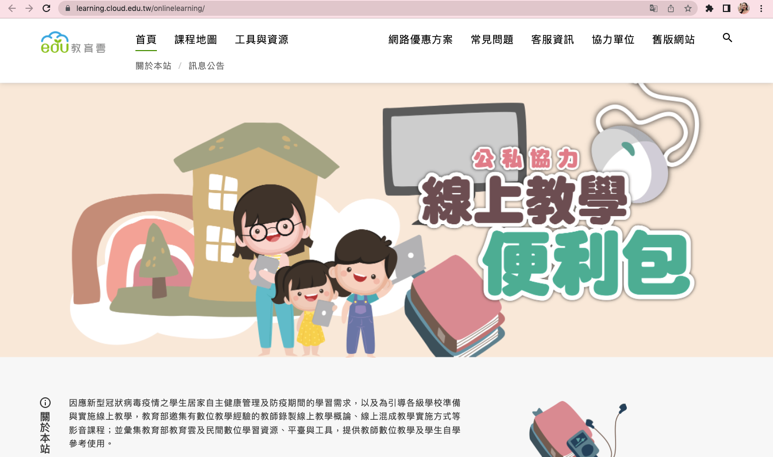 learning.cloud.edu.tw/onlinelearning/
edu教育雲
首頁 課程地圖 工具與資源 網路優惠方案 常見問題 客服資訊 協力單位 舊版網站
關於本站 / 訊息公告
公私協力
線上教學
便利包
關於本站
因應新型冠狀病毒疫情之學生居家自主健康管理及防疫期間的學習需求，以及為引導各級學校準備
與實施線上教學，教育部邀集有數位教學經驗的教師錄製線上教學概論、線上混成教學實施方式等
影音課程；並彙集教育部教育雲及民間數位學習資源、平臺與工具，提供教師數位教學及學生自學
參考使用。